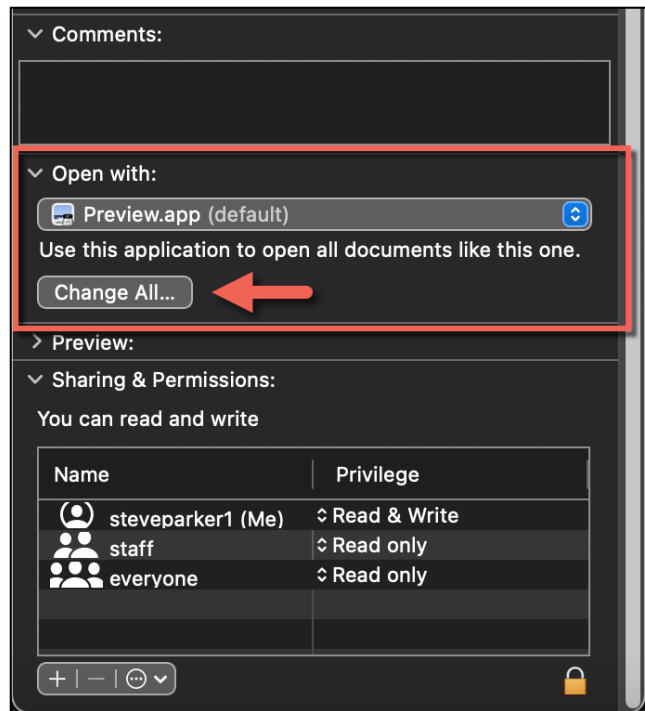 Comments:
Open with:
Preview.app (default)
Use this application to open all documents like this one.
Change All...
Preview:
Sharing & Permissions:
You can read and write
Name Privilege
steveparker1 (Me) Read & Write
staff Read only
everyone Read only